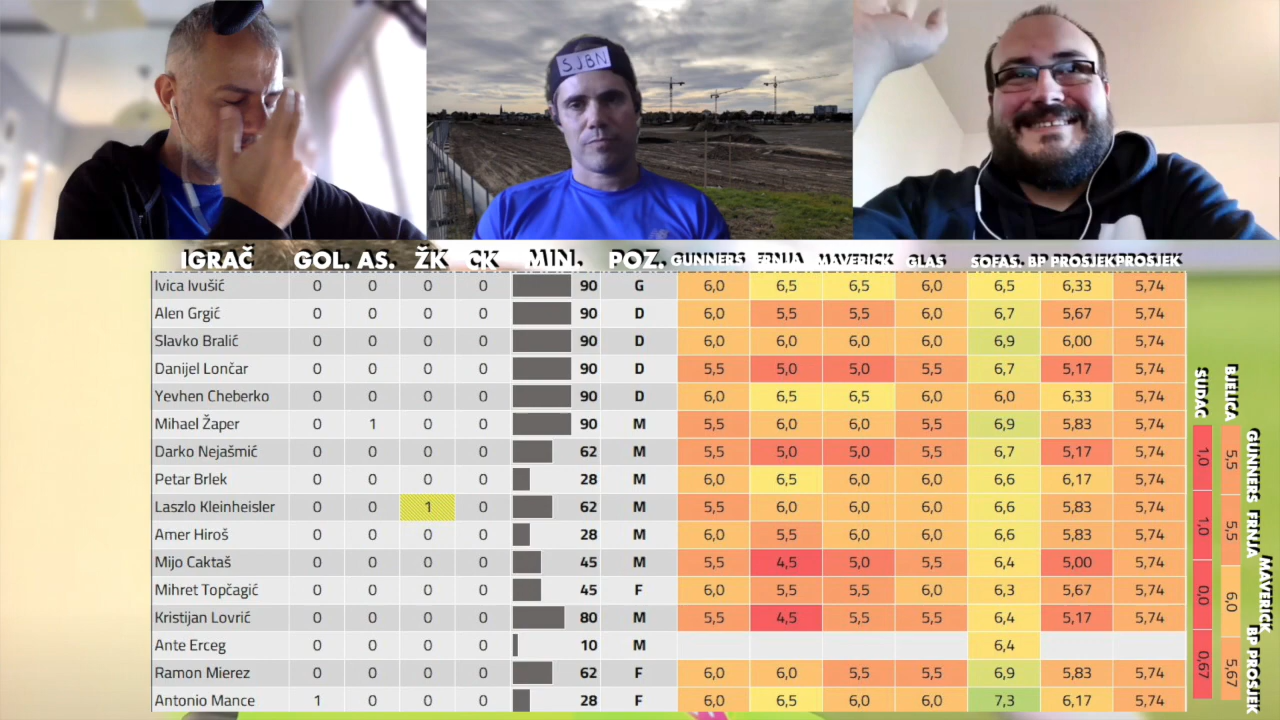 SJBN
IGRAČ GOL. AS. ŽK CK MIN. POZ. GUNNERS FRNJA MAVERICK GLAS SOFAS. BP PROSJEK PROSJEK
Ivica Ivušić 0 0 0 0 90 G 6,0 6,5 6,5 6,0 6,5 6,33 5,74
Alen Grgić 0 0 0 0 90 D 6,0 5,5 5,5 6,0 6,7 5,67 5,74
Slavko Bralić 0 0 0 0 90 D 6,0 6,0 6,0 6,0 6,9 6,00 5,74
Danijel Lončar 0 0 0 0 90 D 5,5 5,0 5,0 5,5 6,7 5,17 5,74
Yevhen Cheberko 0 0 0 0 90 D 6,0 6,5 6,5 6,0 6,0 6,33 5,74
Mihael Žaper 0 1 0 0 90 M 5,5 6,0 6,0 5,5 6,9 5,83 5,74
Darko Nejašmić 0 0 0 0 62 M 5,5 5,0 5,0 5,5 6,7 5,17 5,74
Petar Brlek 0 0 0 0 28 M 6,0 6,5 6,0 6,0 6,6 6,17 5,74
Laszlo Kleinheisler 0 0 1 0 62 M 5,5 6,0 6,0 6,0 6,6 5,83 5,74
Amer Hiroš 0 0 0 0 28 M 6,0 5,5 6,0 6,0 6,6 5,83 5,74
Mijo Caktaš 0 0 0 0 45 M 5,5 4,5 5,0 5,5 6,4 5,00 5,74
Mihret Topčagić 0 0 0 0 45 F 6,0 5,5 5,5 6,0 6,3 5,67 5,74
Kristijan Lovrić 0 0 0 0 80 M 5,5 4,5 5,5 5,5 6,4 5,17 5,74
Ante Erceg 0 0 0 0 10 M 6,4
Ramon Mierez 0 0 0 0 62 F 6,0 6,0 5,5 5,5 6,9 5,83 5,74
Antonio Mance 1 0 0 0 28 F 6,0 6,5 6,0 6,0 7,3 6,17 5,74
SUDAC 1,0 1,0 0,0 0,67
BJELICA 5,5 5,5 6,0 5,67
GUNNERS FRNJA MAVERICK BP PROSJEK